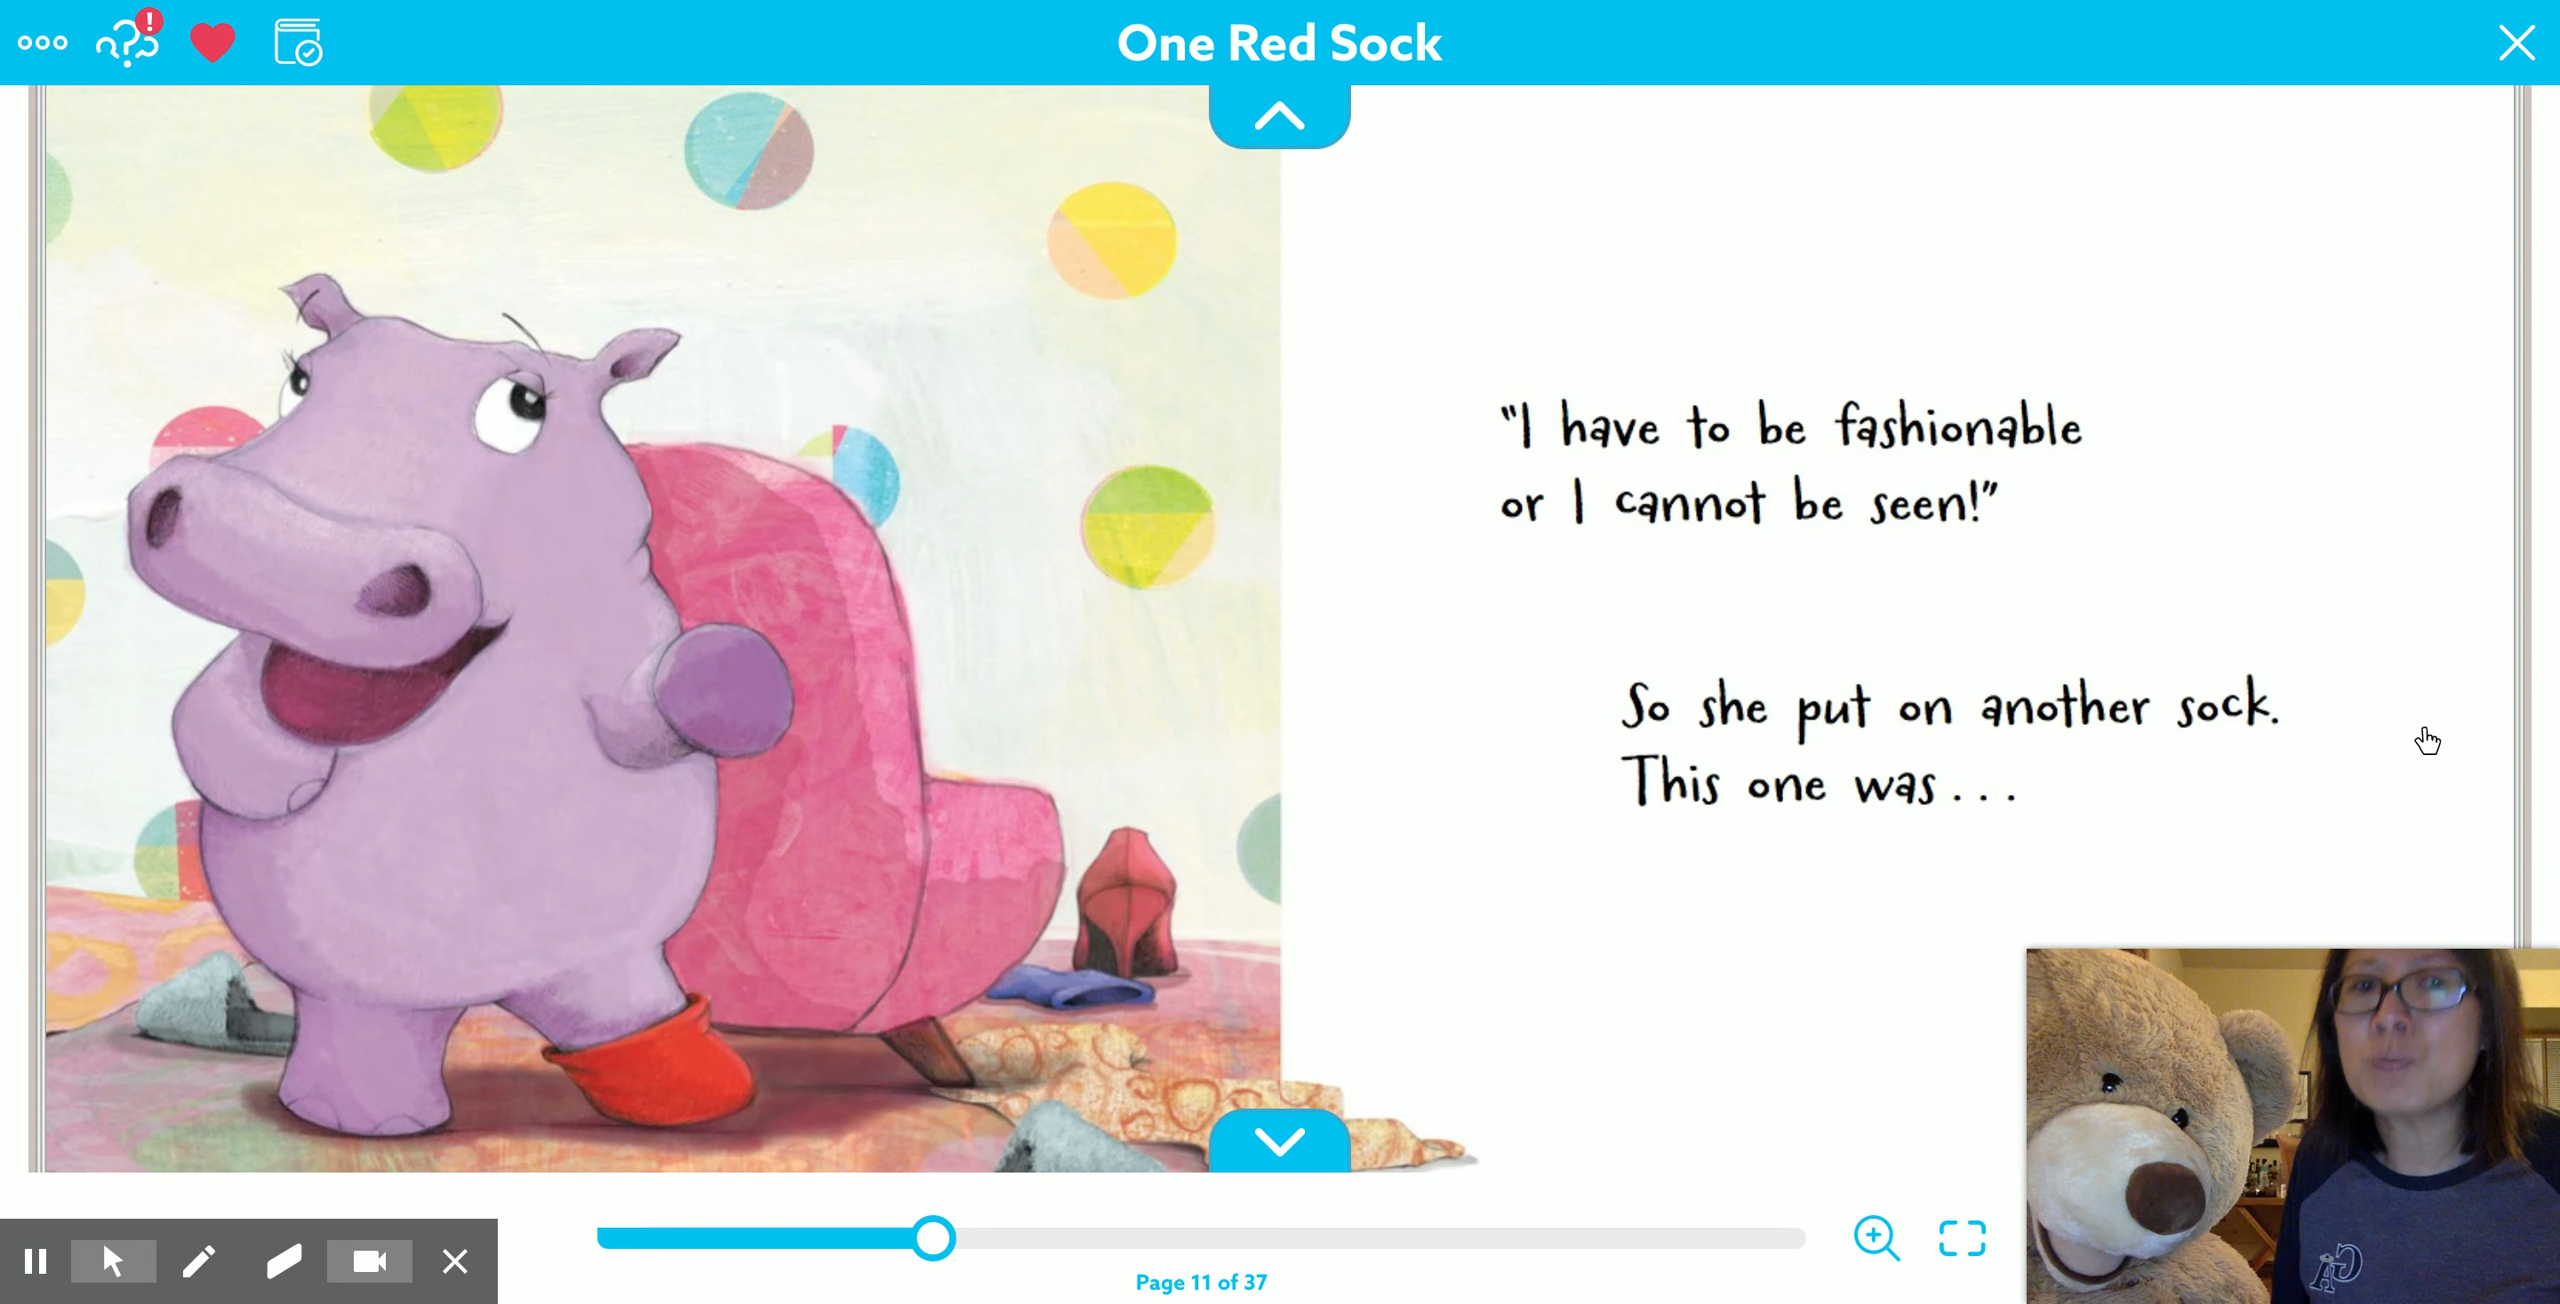 One Red Sock
"I have to be fashionable
or I cannot be seen!"
So she put on another sock.
This one was...
Page 11 of 37